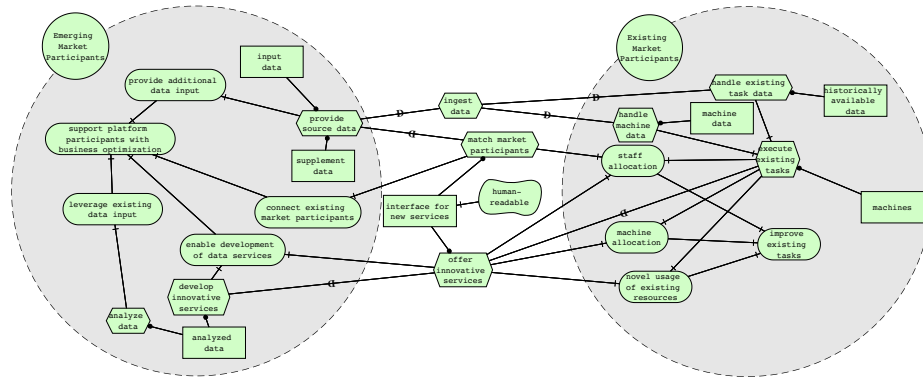 Emerging
Market
Participants
input
data
provide additional
data input
provide
source data
support platform
participants with
business optimization
supplement
data
leverage existing
data input
connect existing
market participants
enable development
of data services
develop
innovative
services
analyze
data
analyzed
data
D
ingest
data
D
D
D
match market
participants
interface for
new services
human-
readable
offer
innovative
services
D
D
Existing
Market
Participants
handle existing
task data
historically
available data
handle
machine
data
machine
data
staff
allocation
execute
existing
tasks
machines
machine
allocation
improve
existing
tasks
novel usage
of existing
resources